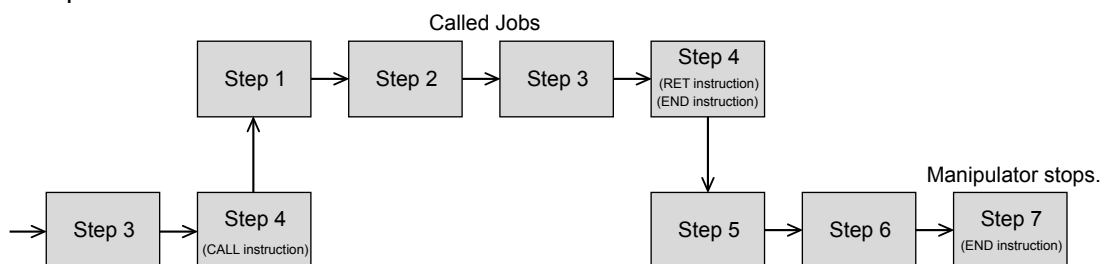 Called Jobs
Step 1
Step 2
Step 3
Step 4
(RET instruction)
(END instruction)
Manipulator stops.
Step 3
Step 4
(CALL instruction)
Step 5
Step 6
Step 7
(END instruction)